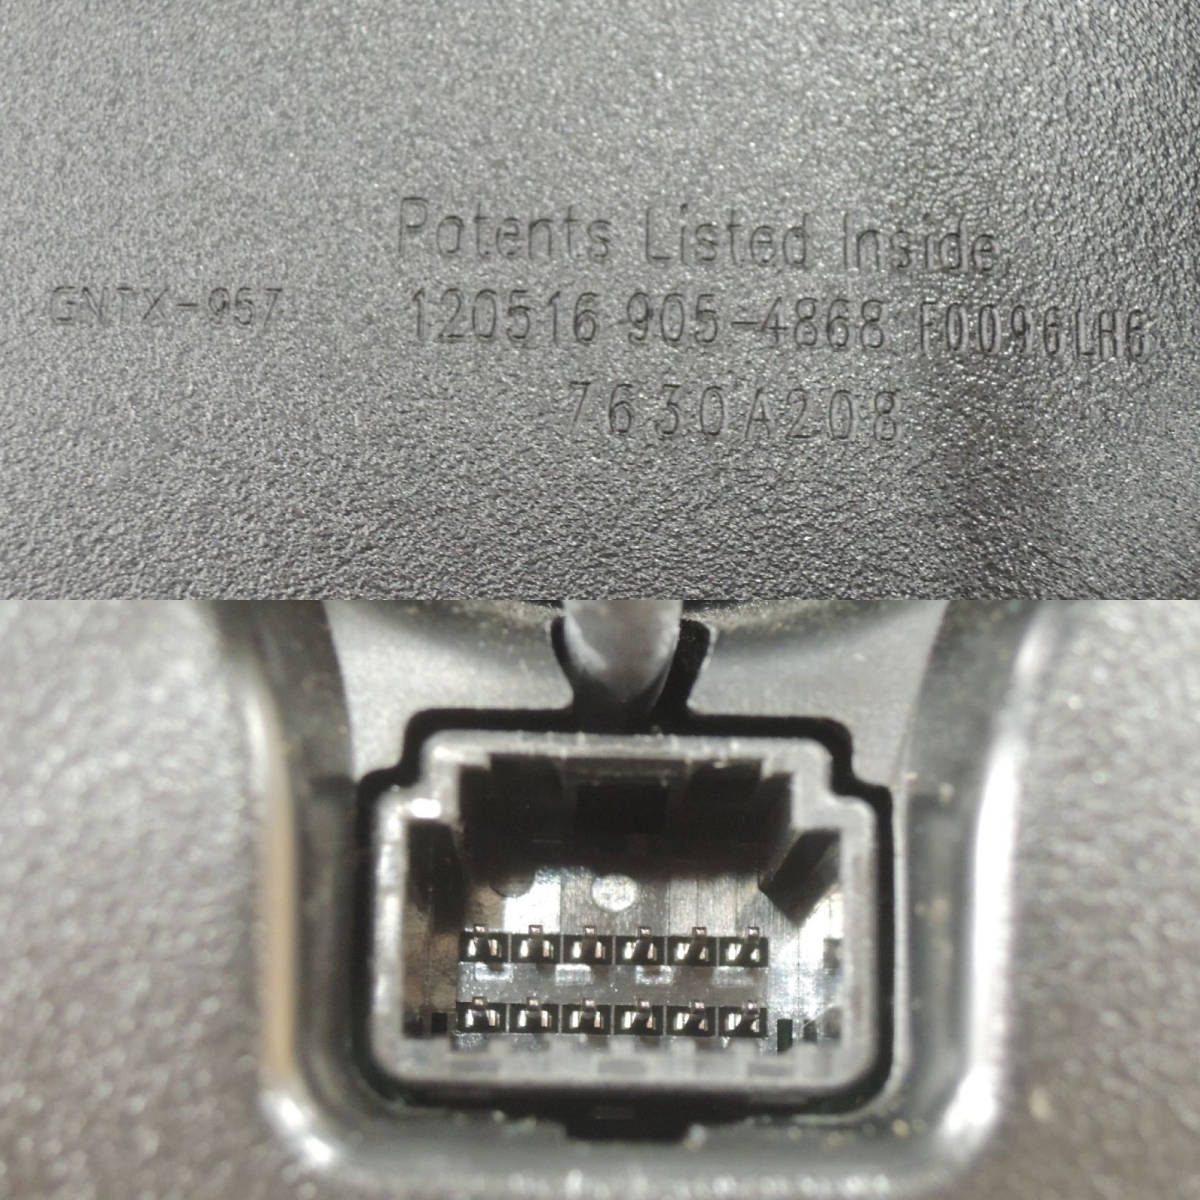 Patents Listed Inside
GNTX-957 120516 905-4868 F0096LH6
7630A208